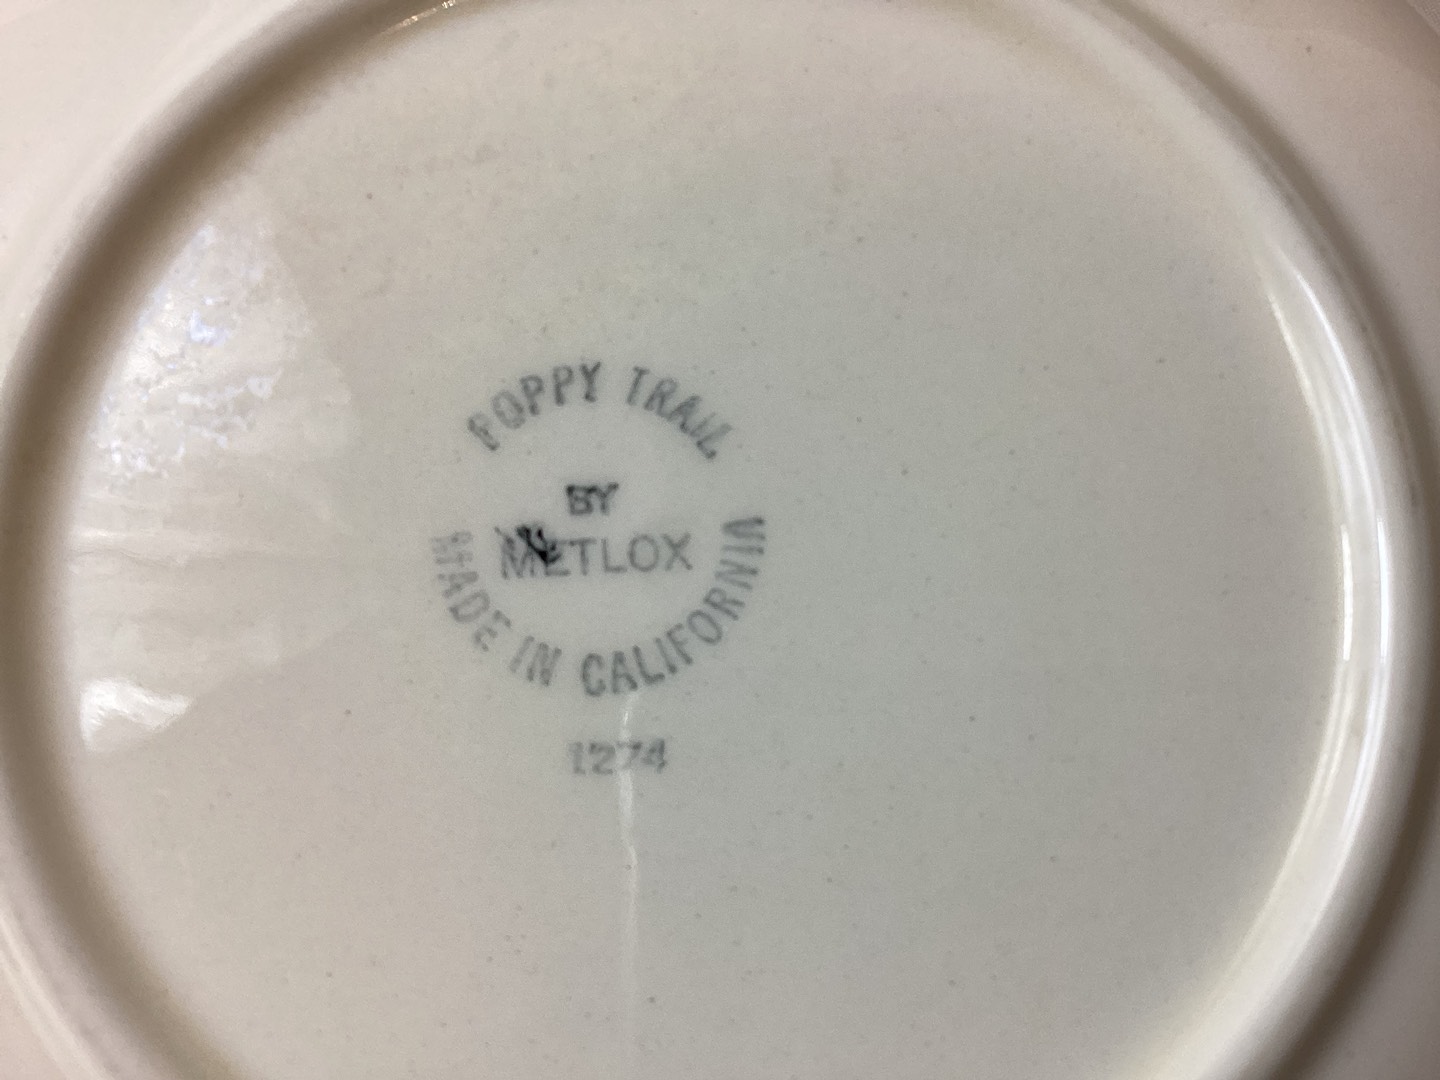 POPPY TRAIL
BY
METLOX
MADE IN CALIFORNIA
1274